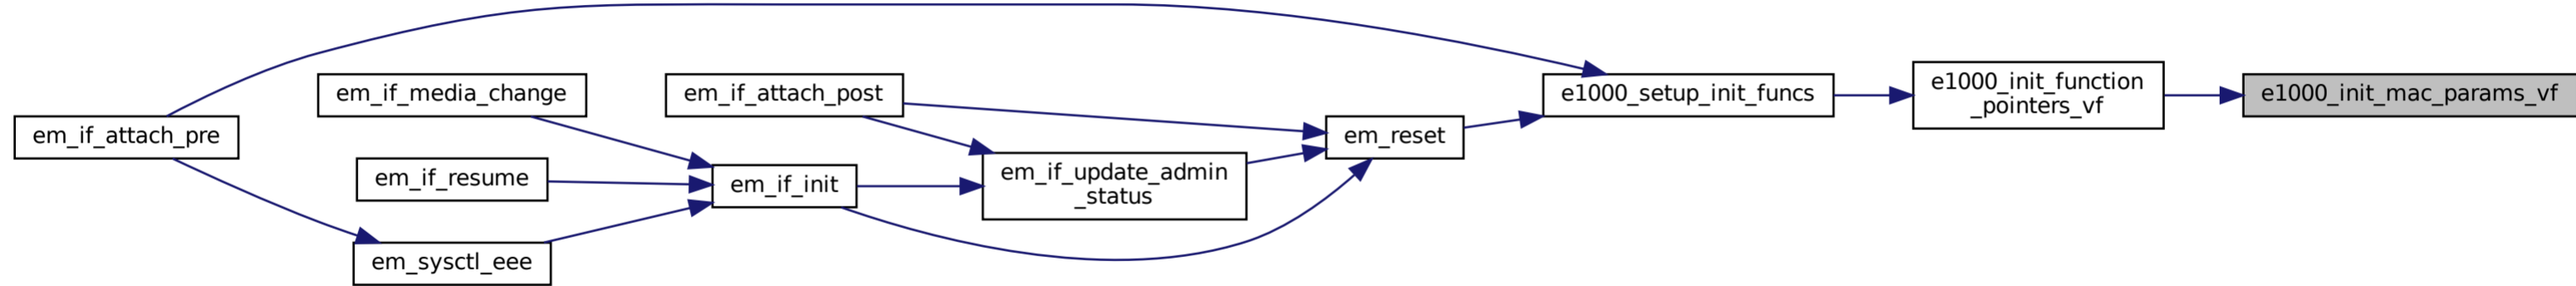 em_if_attach_pre
em_if_media_change
em_if_resume
em_sysctl_eee
em_if_attach_post
em_if_init
em_if_update_admin
_status
em_reset
e1000_setup_init_funcs
e1000_init_function
_pointers_vf
e1000_init_mac_params_vf